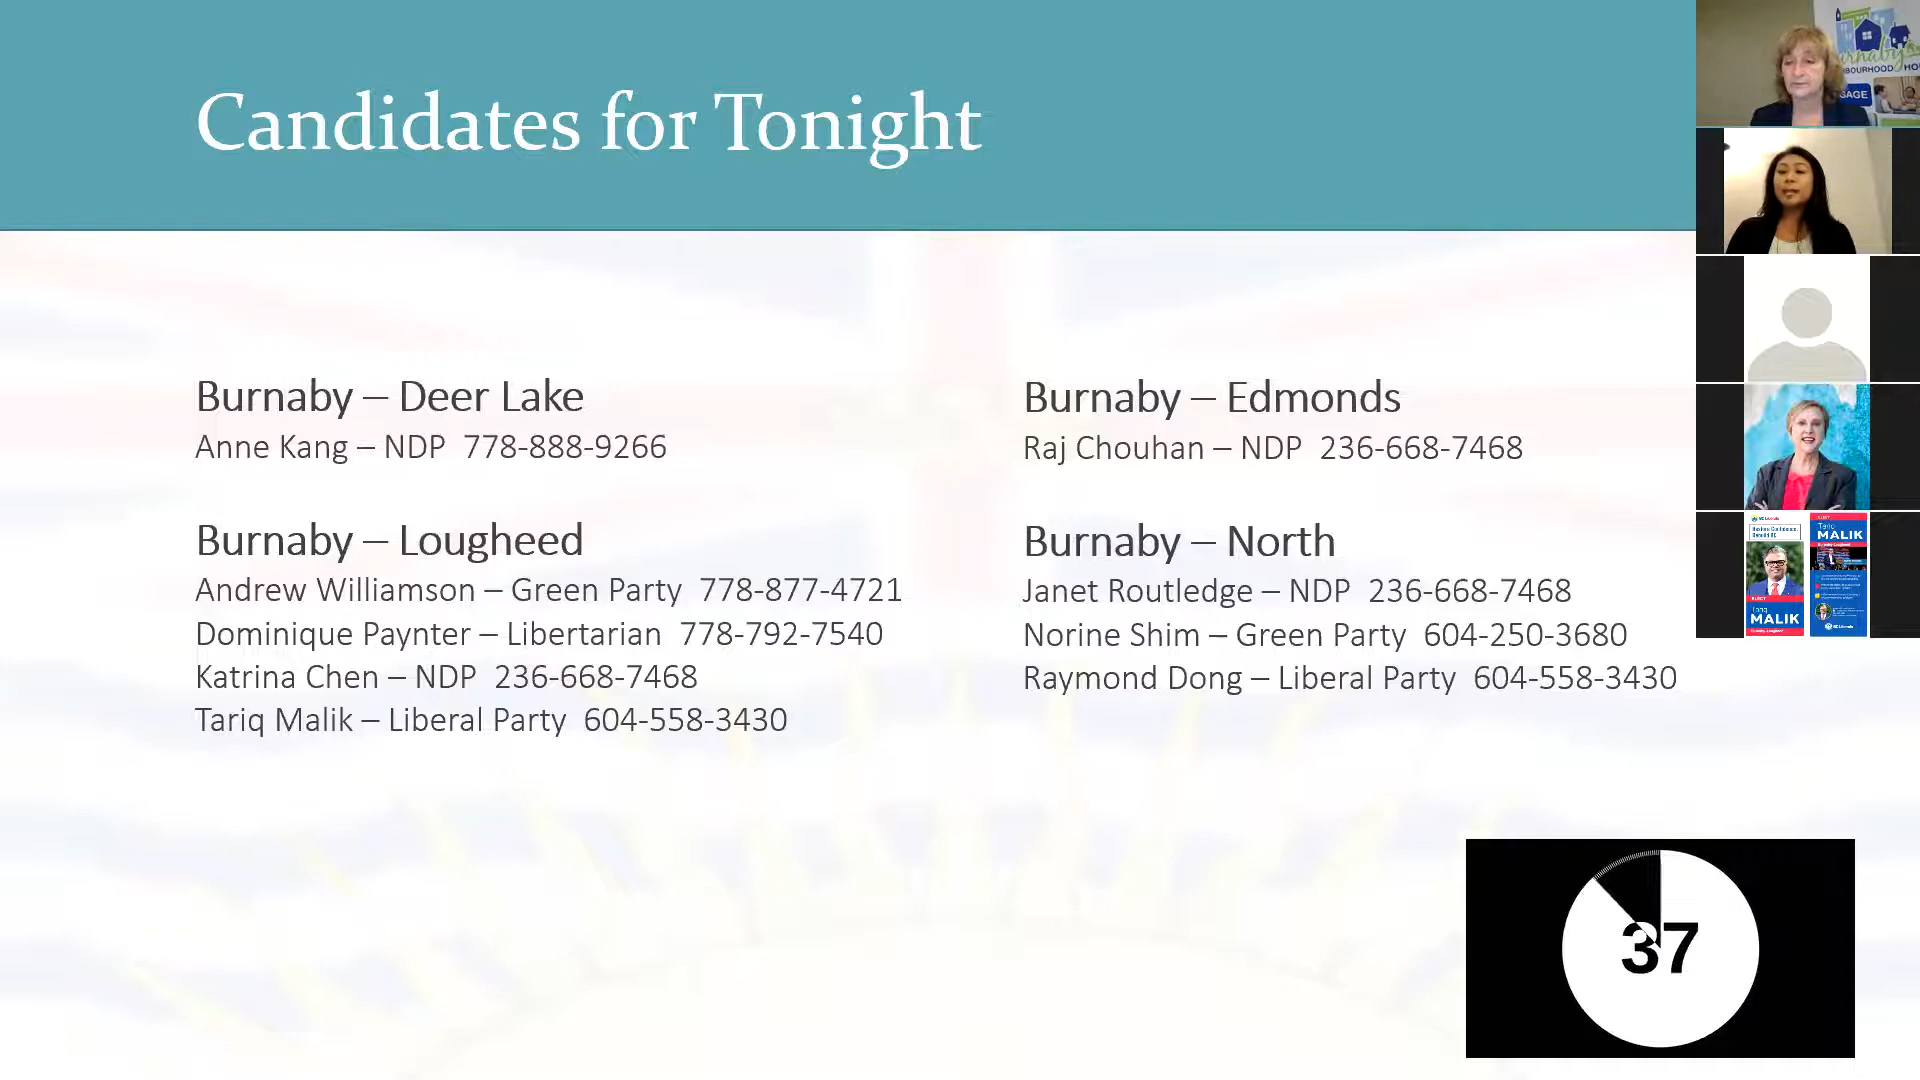 Candidates for Tonight
Burnaby – Deer Lake
Anne Kang – NDP 778-888-9266
Burnaby – Lougheed
Andrew Williamson – Green Party 778-877-4721
Dominique Paynter – Libertarian 778-792-7540
Katrina Chen – NDP 236-668-7468
Tariq Malik – Liberal Party 604-558-3430
Burnaby – Edmonds
Raj Chouhan – NDP 236-668-7468
Burnaby – North
Janet Routledge – NDP 236-668-7468
Norine Shim – Green Party 604-250-3680
Raymond Dong – Liberal Party 604-558-3430
MALIK
MALIK
37